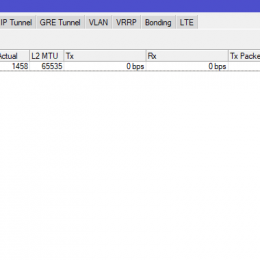 IP Tunnel GRE Tunnel VLAN VRRP Bonding LTE
Actual L2 MTU Tx Rx Tx Packe
1458 65535 0 bps 0 bps